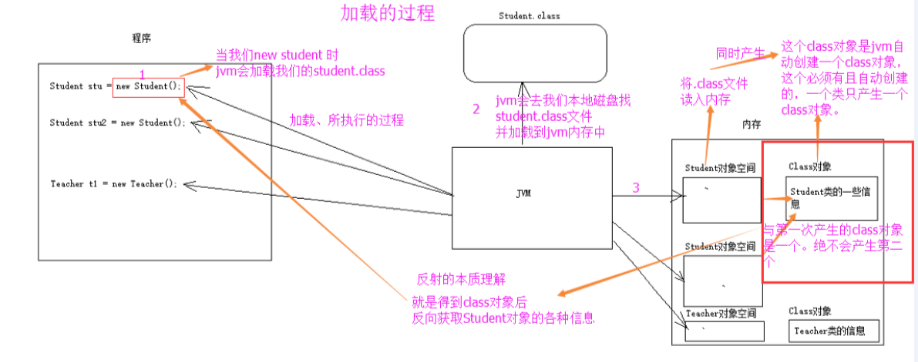 加载的过程
Student.class
程序
当我们new student 时
jvm会加载我们的student.class
1
Student stu = new Student();
Student stu2 = new Student();
Teacher t1 = new Teacher();
加载、所执行的过程
2
jvm会去我们本地磁盘找
student.class文件
并加载到jvm内存中
JVM
3
同时产生
将.class文件
读入内存
这个class对象是jvm自
动创建一个class对象,
这个必须有且自动创建
的，一个类只产生一个
class对象。
内存
Student对象空间
Class对象
Student类的一些信
息
与第一次产生的class对象
是一个。绝不会产生第二
个
Student对象空间
Teacher对象空间
Class对象
Teacher类的信息
反射的本质理解
就是得到class对象后
反向获取Student对象的各种信息